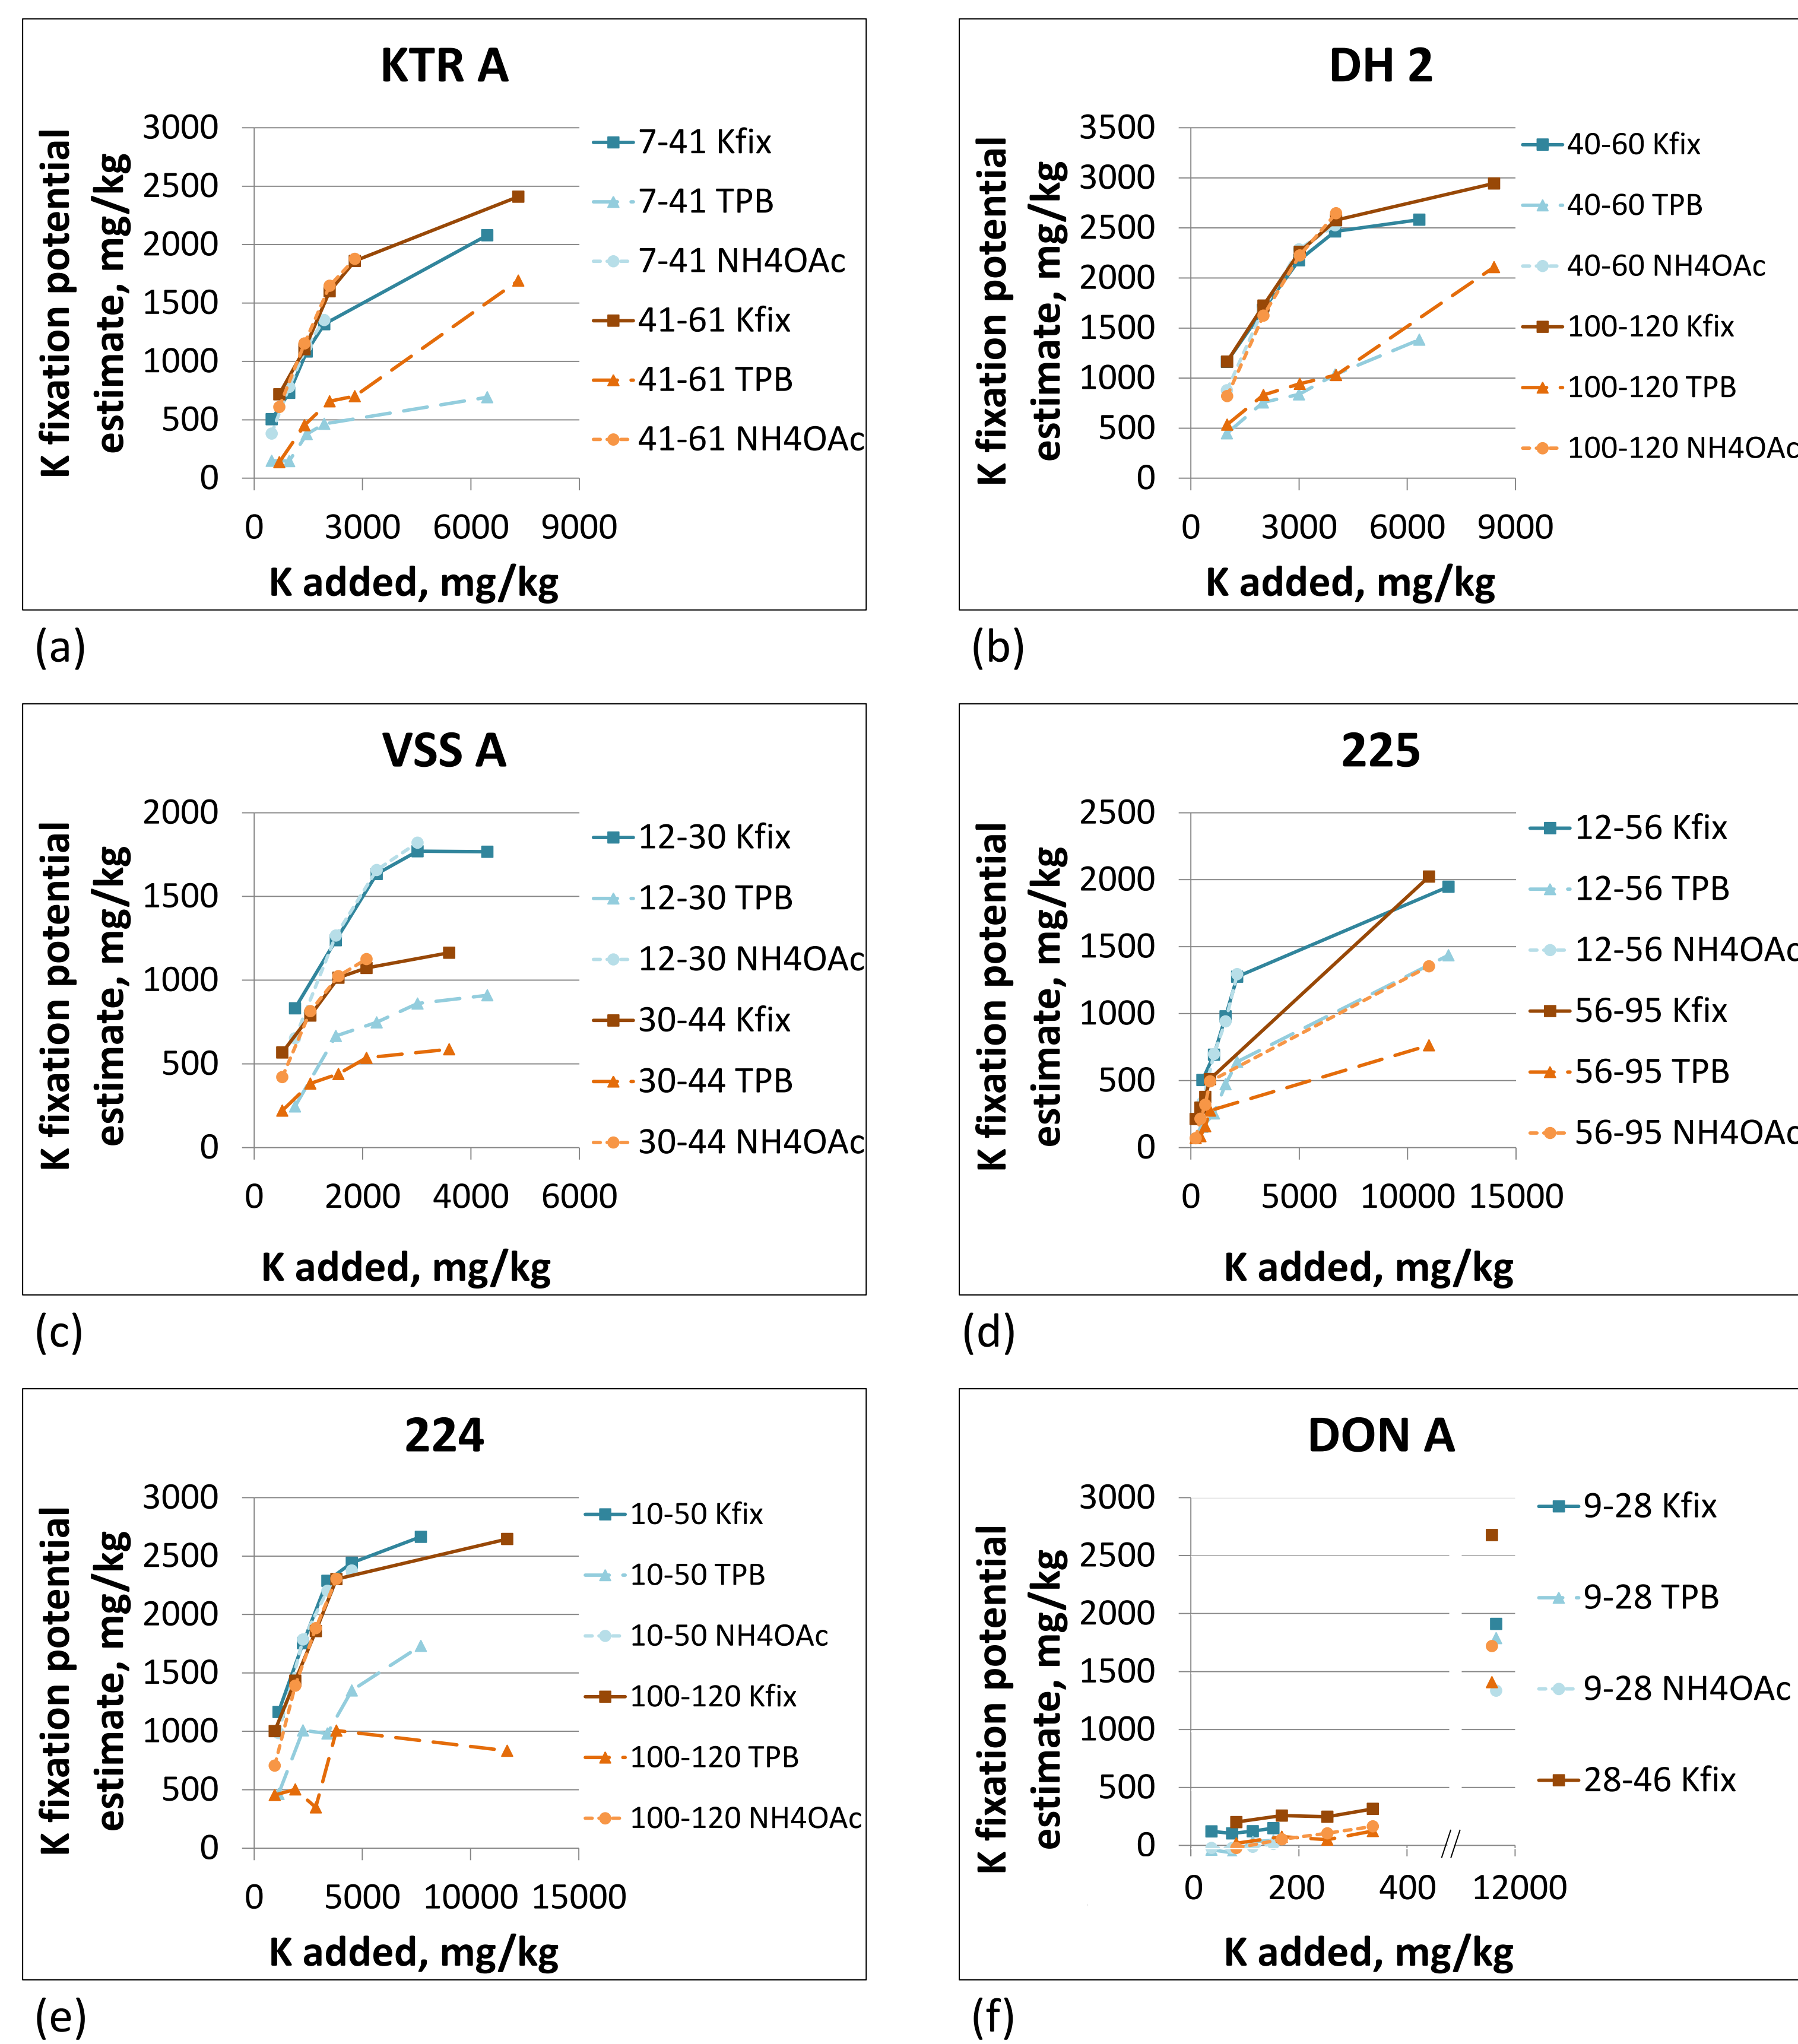 KTR A
K fixation potential
estimate, mg/kg
3000
2500
2000
1500
1000
500
0
0 3000 6000 9000
K added, mg/kg
7-41 Kfix
7-41 TPB
7-41 NH4OAc
41-61 Kfix
41-61 TPB
41-61 NH4OAc
(a)
DH 2
K fixation potential
estimate, mg/kg
3500
3000
2500
2000
1500
1000
500
0
0 3000 6000 9000
K added, mg/kg
40-60 Kfix
40-60 TPB
40-60 NH4OAc
100-120 Kfix
100-120 TPB
100-120 NH4OAc
(b)
VSS A
K fixation potential
estimate, mg/kg
2000
1500
1000
500
0
0 2000 4000 6000
K added, mg/kg
12-30 Kfix
12-30 TPB
12-30 NH4OAc
30-44 Kfix
30-44 TPB
30-44 NH4OAc
(c)
225
K fixation potential
estimate, mg/kg
2500
2000
1500
1000
500
0
0 5000 10000 15000
K added, mg/kg
12-56 Kfix
12-56 TPB
12-56 NH4OAc
56-95 Kfix
56-95 TPB
56-95 NH4OAc
(d)
224
K fixation potential
estimate, mg/kg
3000
2500
2000
1500
1000
500
0
0 5000 10000 15000
K added, mg/kg
10-50 Kfix
10-50 TPB
10-50 NH4OAc
100-120 Kfix
100-120 TPB
100-120 NH4OAc
(e)
DON A
K fixation potential
estimate, mg/kg
3000
2500
2000
1500
1000
500
0
0 200 400 12000
K added, mg/kg
9-28 Kfix
9-28 TPB
9-28 NH4OAc
28-46 Kfix
(f)